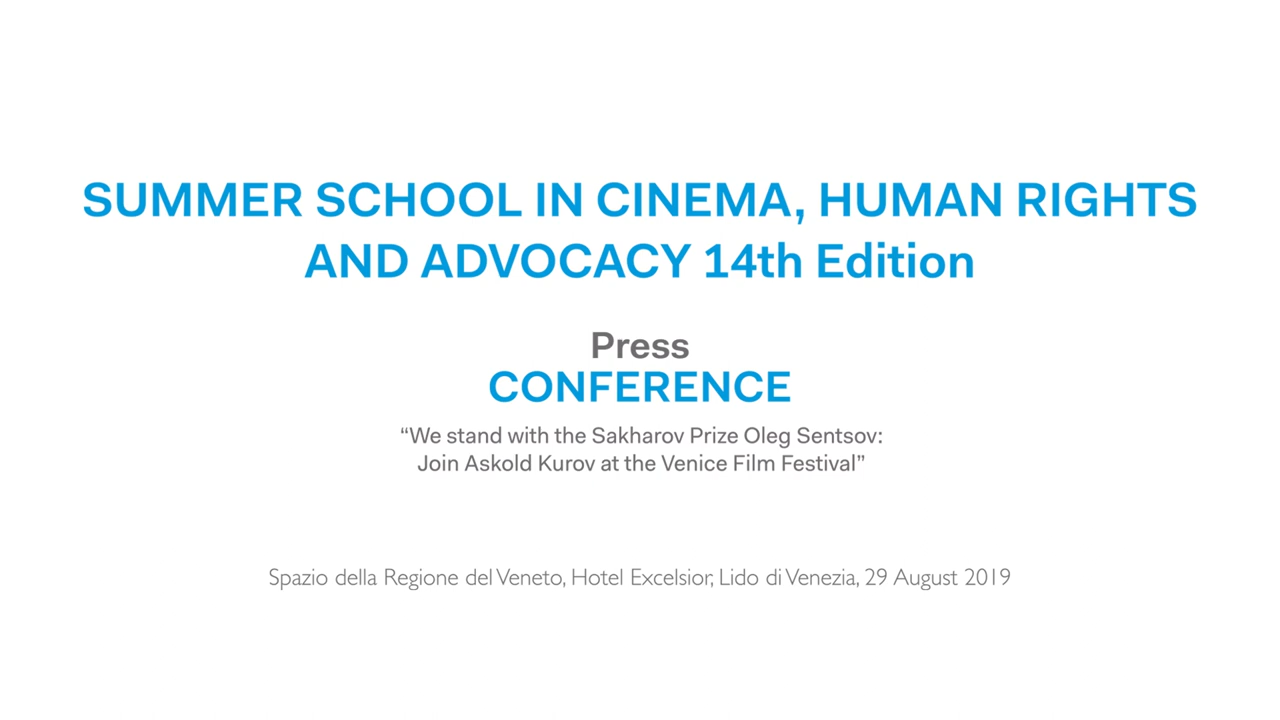 SUMMER SCHOOL IN CINEMA, HUMAN RIGHTS
AND ADVOCACY 14th Edition
Press
CONFERENCE
“We stand with the Sakharov Prize Oleg Sentsov:
Join Askold Kurov at the Venice Film Festival”
Spazio della Regione del Veneto, Hotel Excelsior, Lido di Venezia, 29 August 2019